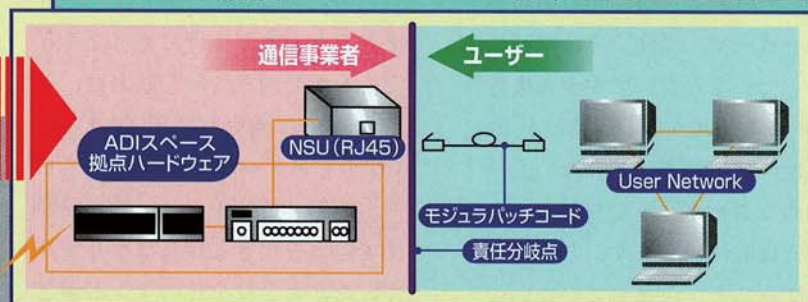 通信事業者
ユーザー
ADIスペース
拠点ハードウェア
NSU(RJ45)
モジュラパッチコード
責任分岐点
User Network